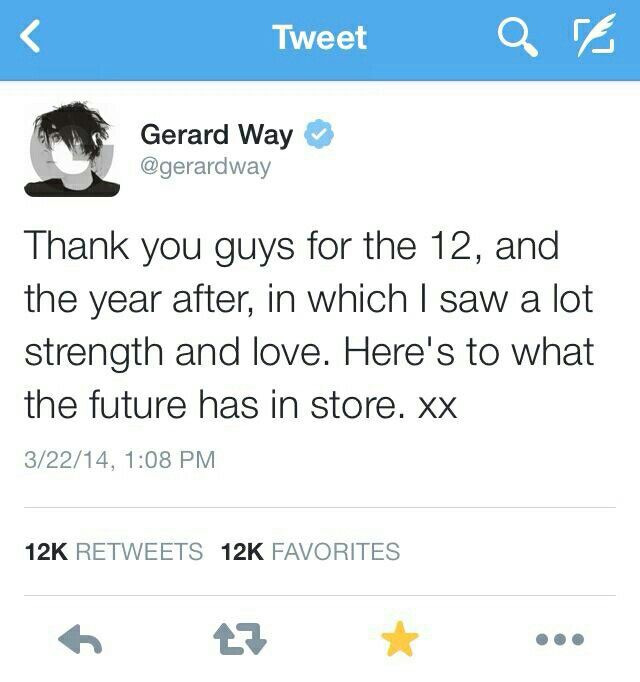 Tweet
Gerard Way
@gerardway
Thank you guys for the 12, and
the year after, in which I saw a lot
strength and love. Here's to what
the future has in store. xx
3/22/14, 1:08 PM
12K RETWEETS 12K FAVORITES